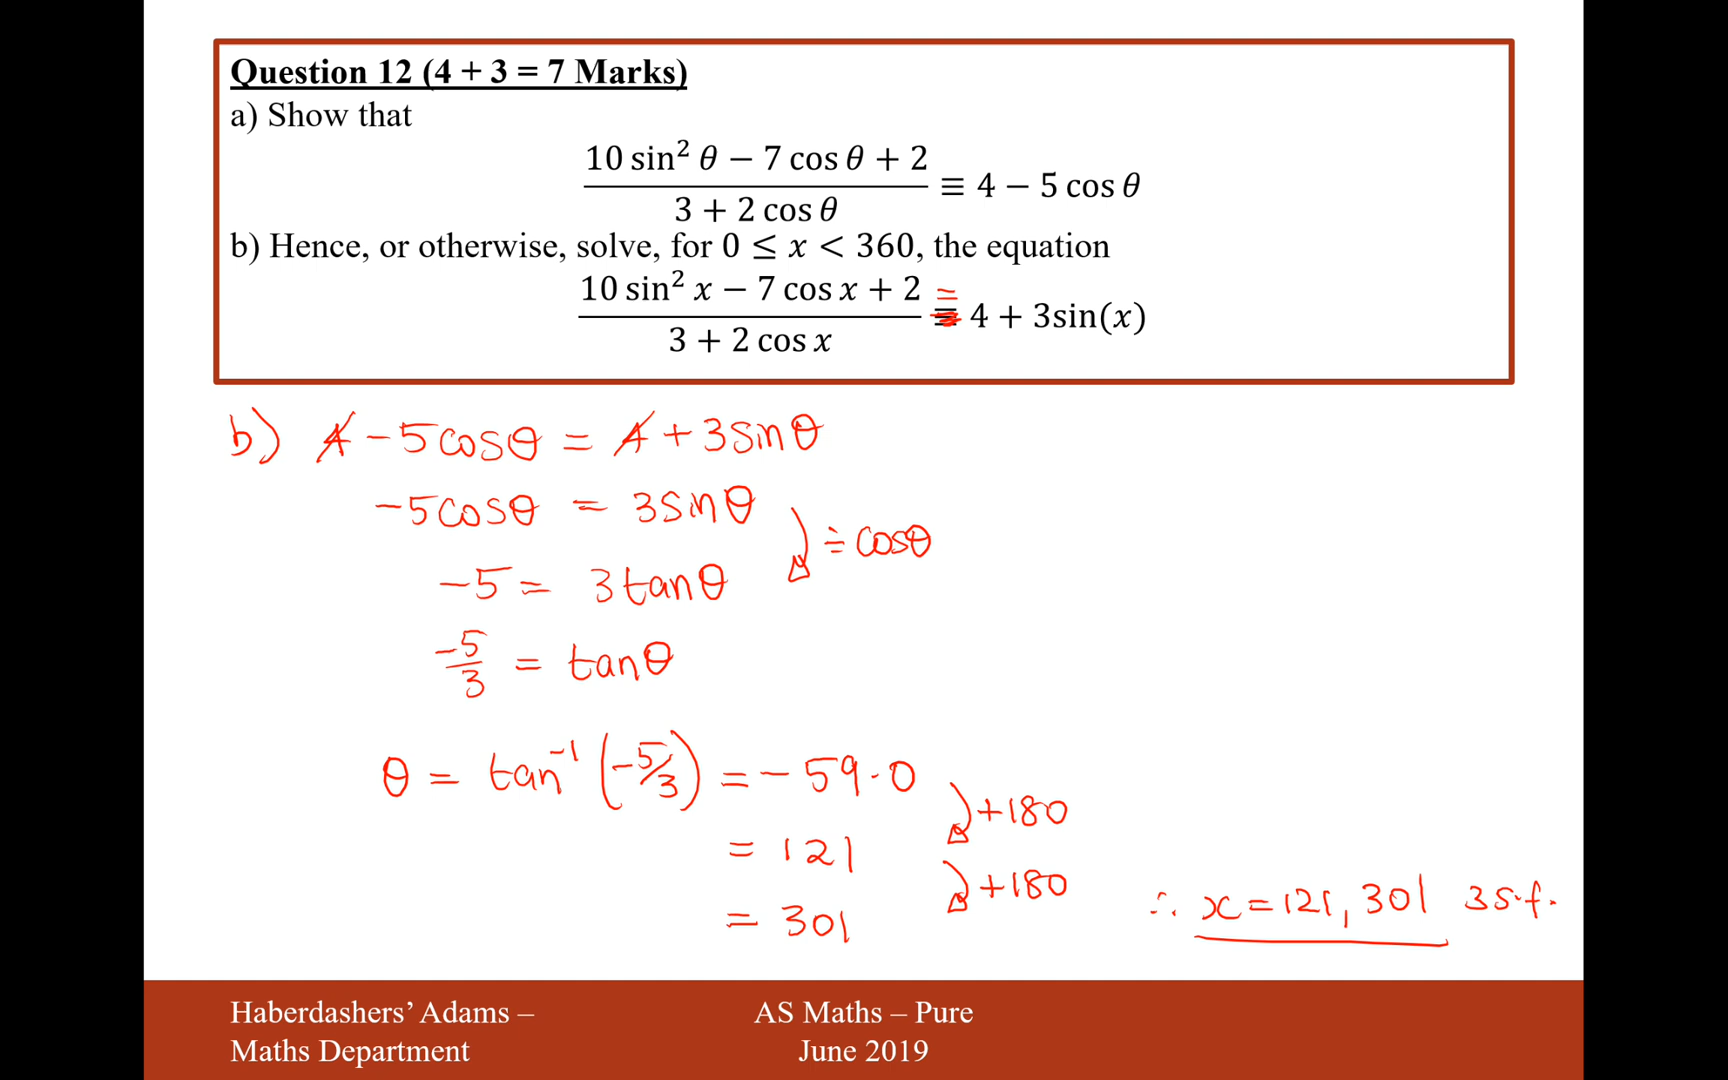 Question 12 (4 + 3 = 7 Marks)
a) Show that
10 sin² θ − 7 cos θ + 2
3 + 2 cos θ
≡ 4 − 5 cos θ
b) Hence, or otherwise, solve, for 0 ≤ x < 360, the equation
10 sin² x − 7 cos x + 2
3 + 2 cos x
= 4 + 3sin(x)
b) 4 − 5cosθ = 4 + 3sinθ
−5cosθ = 3sinθ
÷ cosθ
−5 = 3tanθ
−5/3 = tanθ
θ = tan⁻¹(−5/3) = −59.0
+180
= 121
+180
= 301
∴ x = 121, 301 3s.f.
Haberdashers’ Adams –
Maths Department
AS Maths – Pure
June 2019